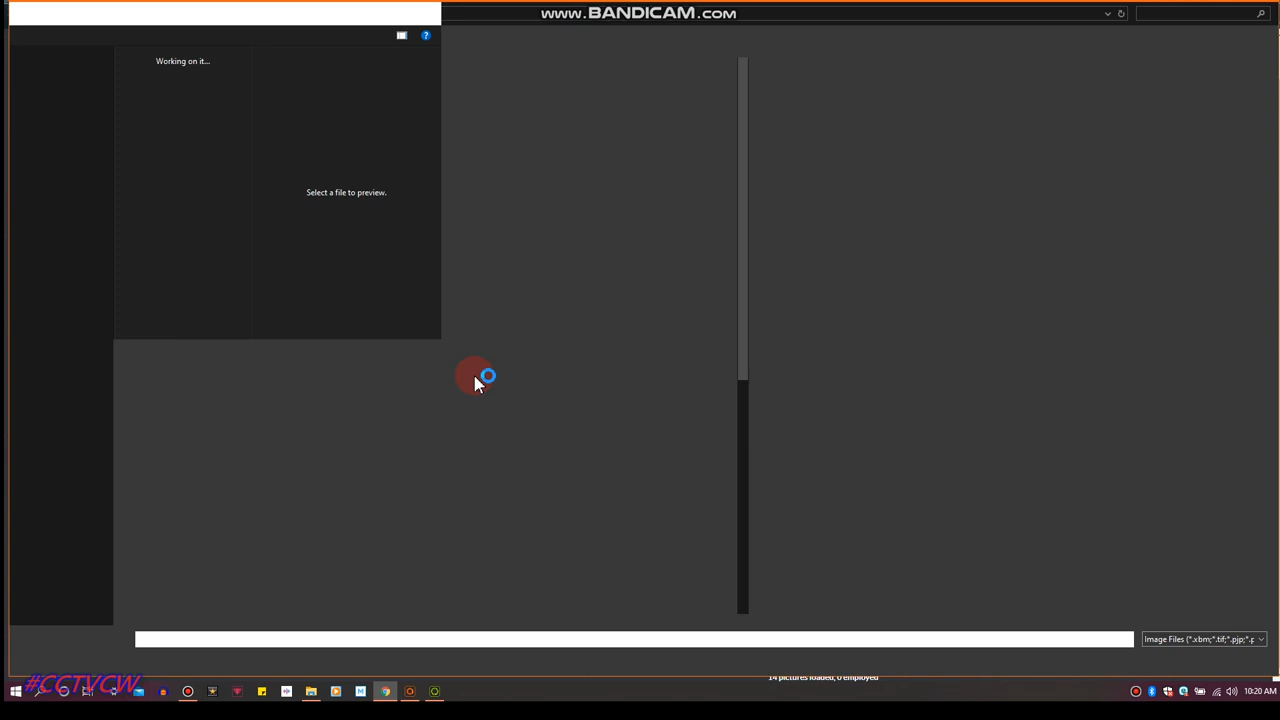 www.BANDICAM.com
Working on it...
Select a file to preview.
Image Files (*.xbm;*.tif;*.pjp;*.p
14 pictures loaded, 0 employed
#CCTVCW
10:20 AM